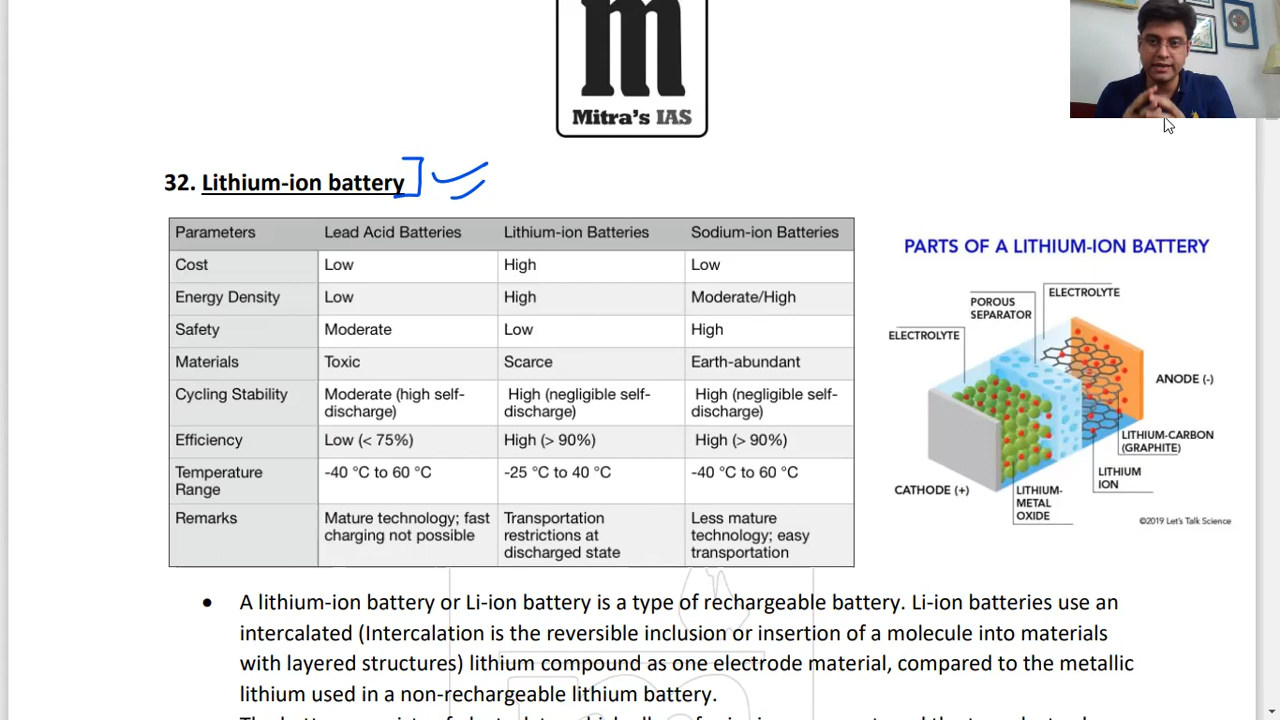 m
Mitra's IAS
32. Lithium-ion battery
Parameters Lead Acid Batteries Lithium-ion Batteries Sodium-ion Batteries
Cost Low High Low
Energy Density Low High Moderate/High
Safety Moderate Low High
Materials Toxic Scarce Earth-abundant
Cycling Stability Moderate (high self- High (negligible self- High (negligible self-
discharge) discharge) discharge)
Efficiency Low (< 75%) High (> 90%) High (> 90%)
Temperature -40 °C to 60 °C -25 °C to 40 °C -40 °C to 60 °C
Range
Remarks Mature technology; fast Transportation Less mature
charging not possible restrictions at technology; easy
discharged state transportation
PARTS OF A LITHIUM-ION BATTERY
ELECTROLYTE
POROUS
SEPARATOR
ELECTROLYTE
ANODE (-)
LITHIUM-CARBON
(GRAPHITE)
LITHIUM
ION
CATHODE (+)
LITHIUM-
METAL
OXIDE
©2019 Let's Talk Science
• A lithium-ion battery or Li-ion battery is a type of rechargeable battery. Li-ion batteries use an
intercalated (Intercalation is the reversible inclusion or insertion of a molecule into materials
with layered structures) lithium compound as one electrode material, compared to the metallic
lithium used in a non-rechargeable lithium battery.